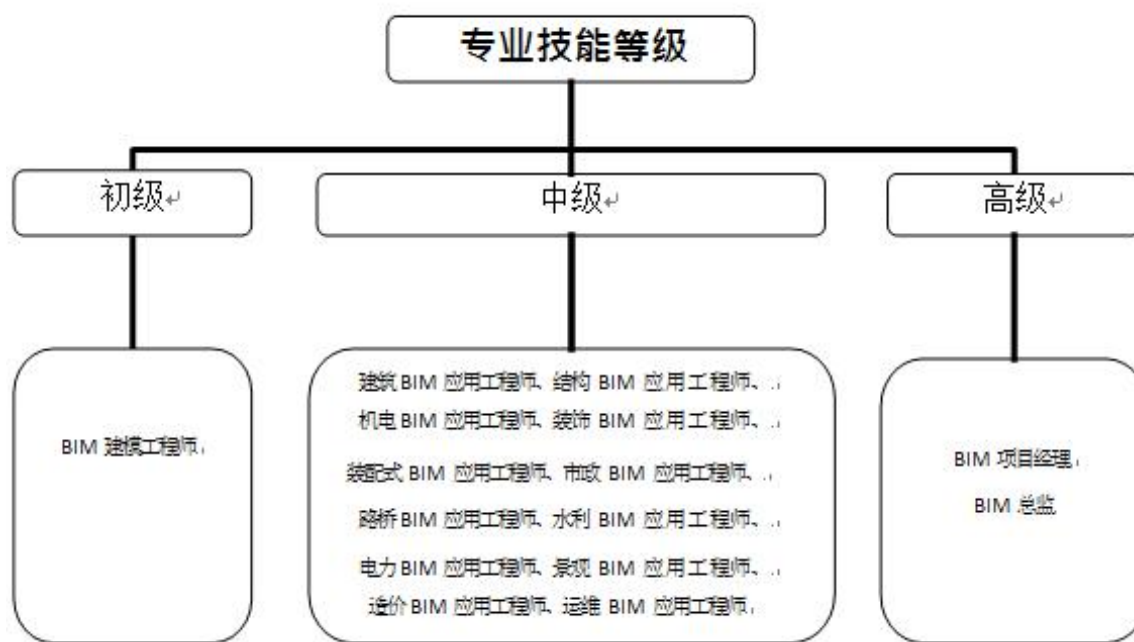 专业技能等级
初级
中级
高级
BIM 建模工程师
建筑 BIM 应用工程师、结构 BIM 应用工程师、
机电 BIM 应用工程师、装饰 BIM 应用工程师、
装配式 BIM 应用工程师、市政 BIM 应用工程师、
路桥 BIM 应用工程师、水利 BIM 应用工程师、
电力 BIM 应用工程师、景观 BIM 应用工程师、
造价 BIM 应用工程师、运维 BIM 应用工程师
BIM 项目经理
BIM 总监